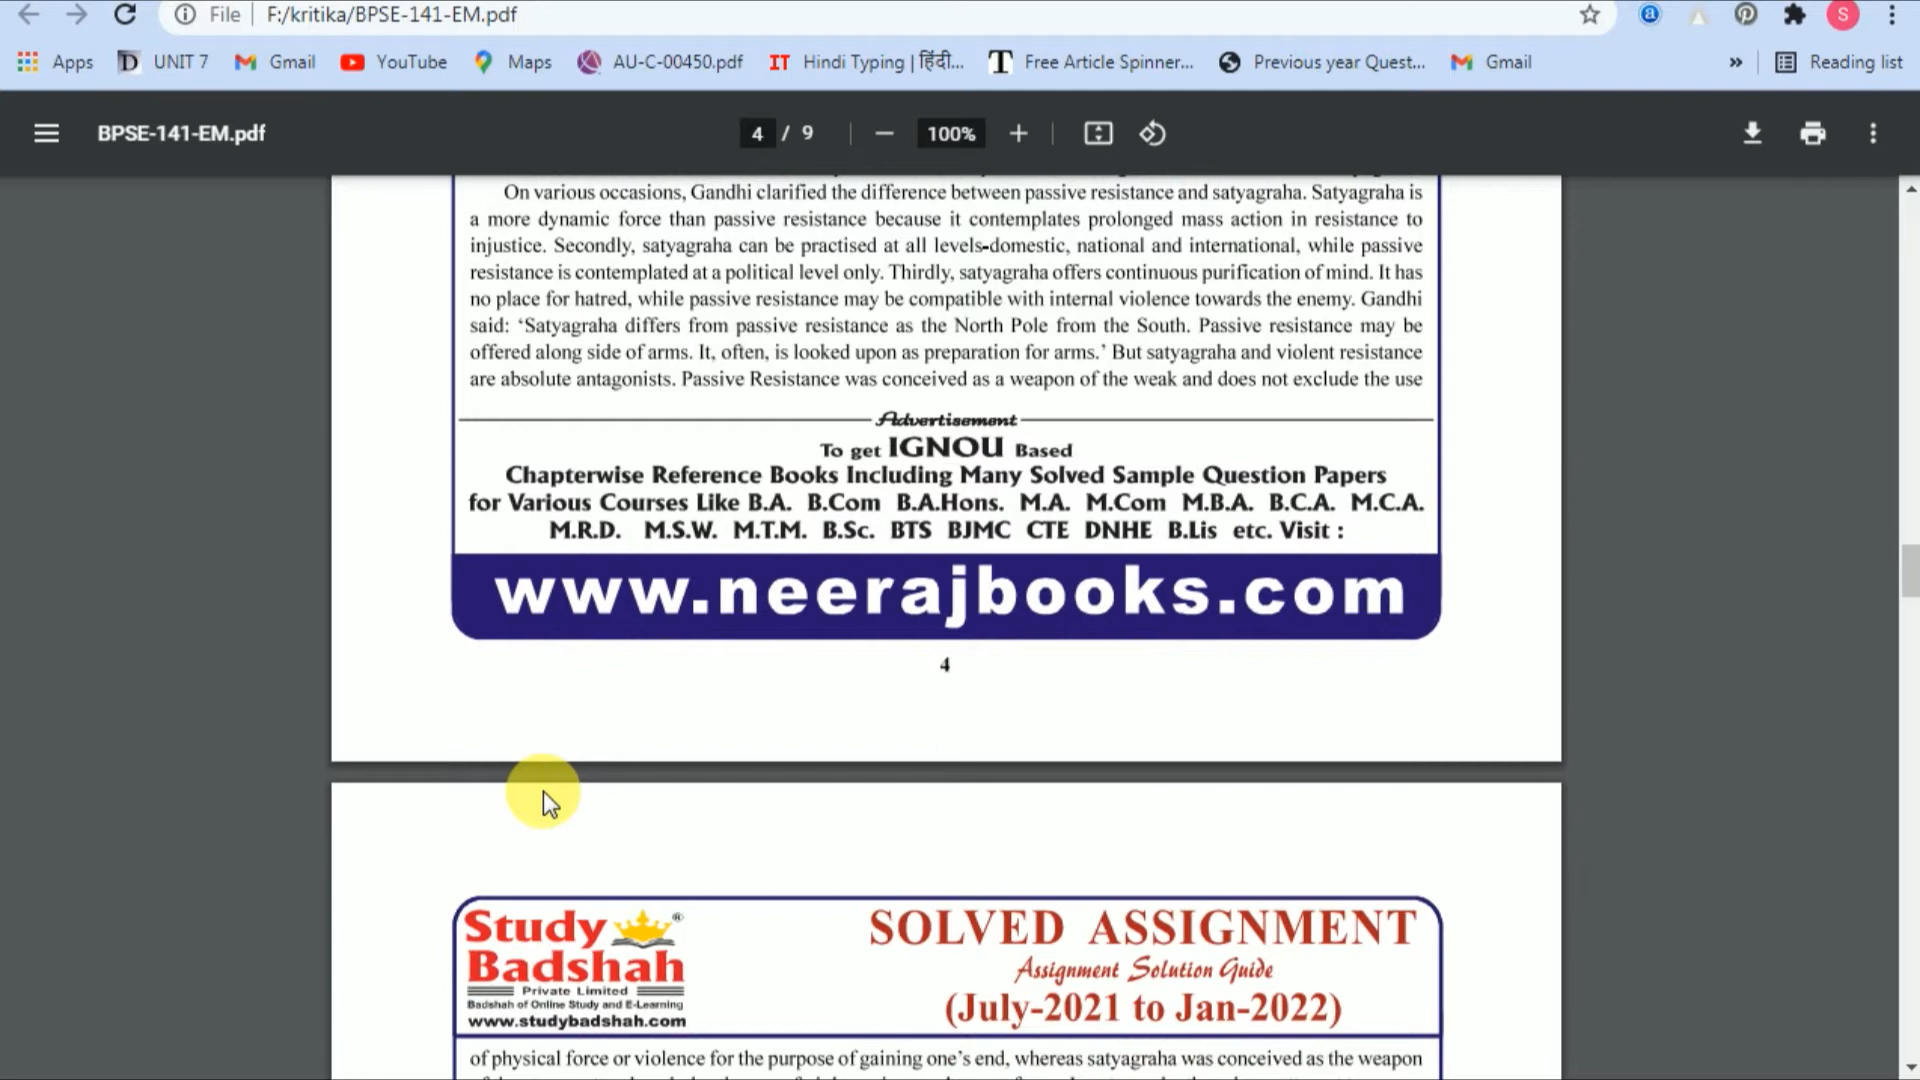 File
F:/kritika/BPSE-141-EM.pdf
S
Apps
UNIT 7
Gmail
YouTube
Maps
AU-C-00450.pdf
IT Hindi Typing | हिंदी...
T Free Article Spinner...
Previous year Quest...
Gmail
»
Reading list
BPSE-141-EM.pdf
4 / 9
100%
On various occasions, Gandhi clarified the difference between passive resistance and satyagraha. Satyagraha is
a more dynamic force than passive resistance because it contemplates prolonged mass action in resistance to
injustice. Secondly, satyagraha can be practised at all levels-domestic, national and international, while passive
resistance is contemplated at a political level only. Thirdly, satyagraha offers continuous purification of mind. It has
no place for hatred, while passive resistance may be compatible with internal violence towards the enemy. Gandhi
said: ‘Satyagraha differs from passive resistance as the North Pole from the South. Passive resistance may be
offered along side of arms. It, often, is looked upon as preparation for arms.’ But satyagraha and violent resistance
are absolute antagonists. Passive Resistance was conceived as a weapon of the weak and does not exclude the use
Advertisement
To get IGNOU Based
Chapterwise Reference Books Including Many Solved Sample Question Papers
for Various Courses Like B.A. B.Com B.A.Hons. M.A. M.Com M.B.A. B.C.A. M.C.A.
M.R.D. M.S.W. M.T.M. B.Sc. BTS BJMC CTE DNHE B.Lis etc. Visit :
www.neerajbooks.com
4
Study
Badshah
Private Limited
Badshah of Online Study and E-Learning
www.studybadshah.com
SOLVED ASSIGNMENT
Assignment Solution Guide
(July-2021 to Jan-2022)
of physical force or violence for the purpose of gaining one’s end, whereas satyagraha was conceived as the weapon